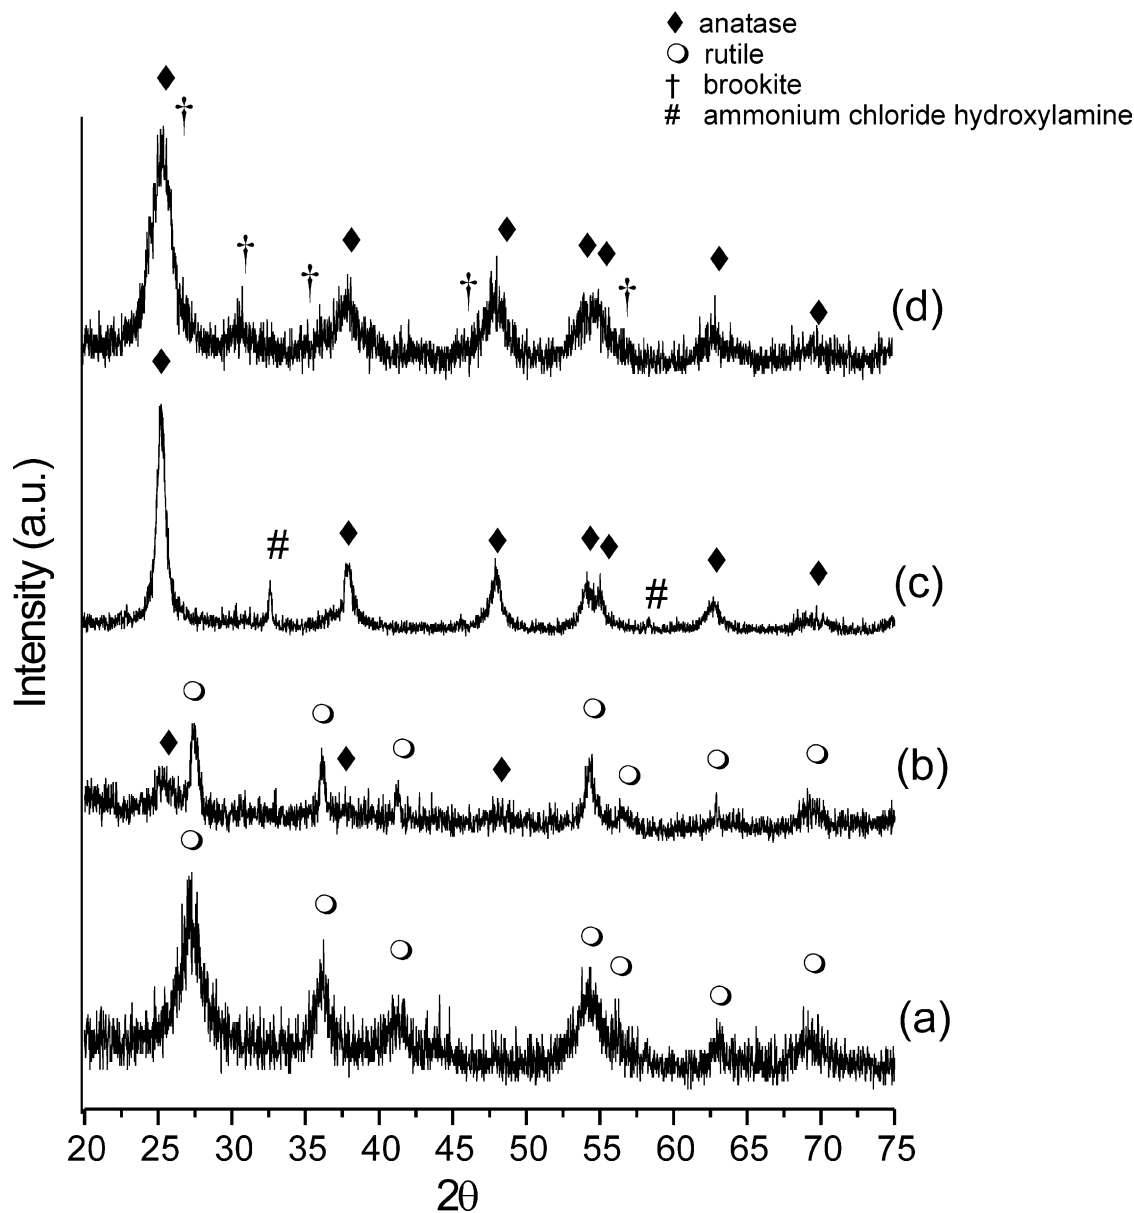 ♦ anatase
○ rutile
† brookite
# ammonium chloride hydroxylamine
♦
†
† † ♦ † ♦ ♦ ♦ † ♦ ♦
(d)
♦
# ♦ ♦ ♦ ♦ # ♦ ♦
(c)
Intensity (a.u.)
○ ○ ○ ○ ○ ○ ○
♦ ♦ ♦
(b)
○ ○ ○ ○ ○ ○ ○
(a)
20 25 30 35 40 45 50 55 60 65 70 75
2θ